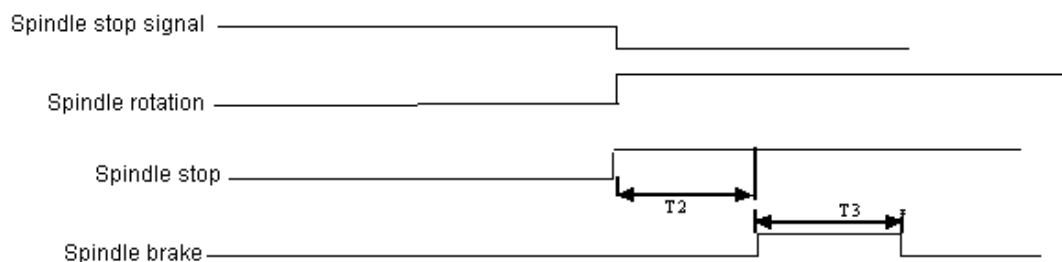 Spindle stop signal
Spindle rotation
Spindle stop
T2
T3
Spindle brake